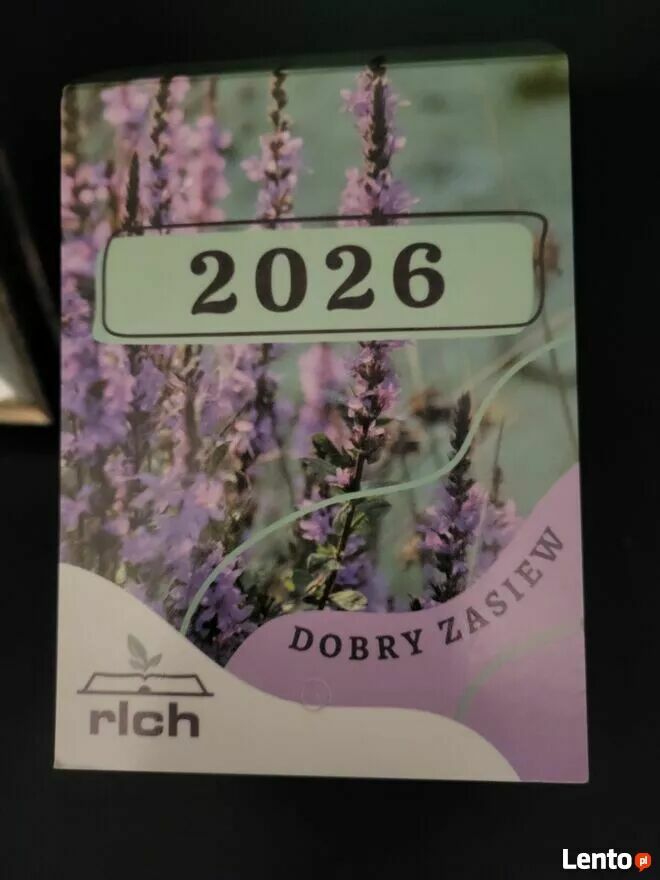 2026
DOBRY ZASIEW
rlch
Lento pl